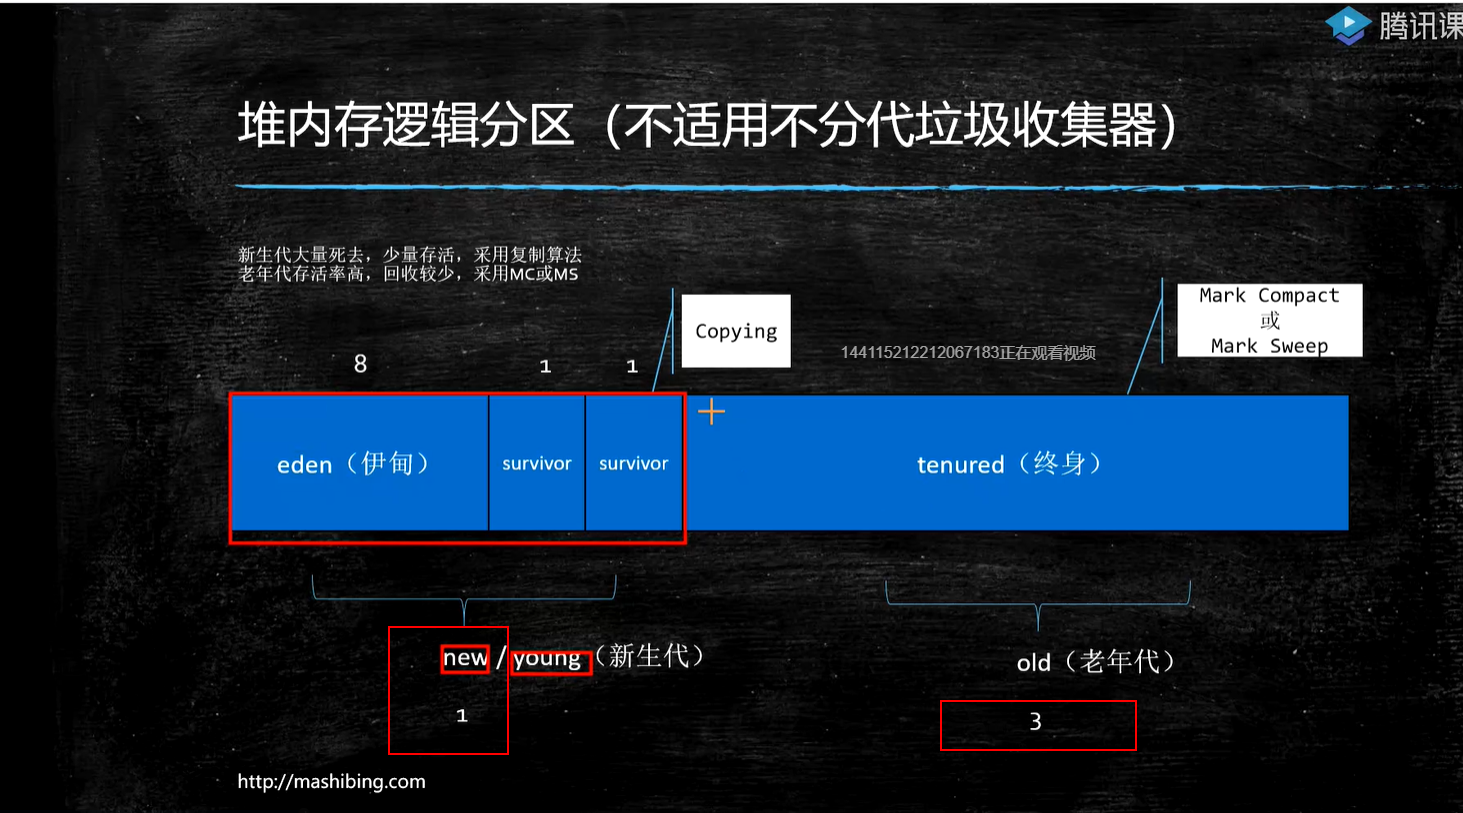 腾讯课
堆内存逻辑分区（不适用不分代垃圾收集器）
新生代大量死去，少量存活，采用复制算法
老年代存活率高，回收较少，采用MC或MS
Copying
Mark Compact
或
Mark Sweep
144115212212067183正在观看视频
8
1
1
eden（伊甸）
survivor
survivor
tenured（终身）
new / young（新生代）
old（老年代）
1
3
http://mashibing.com